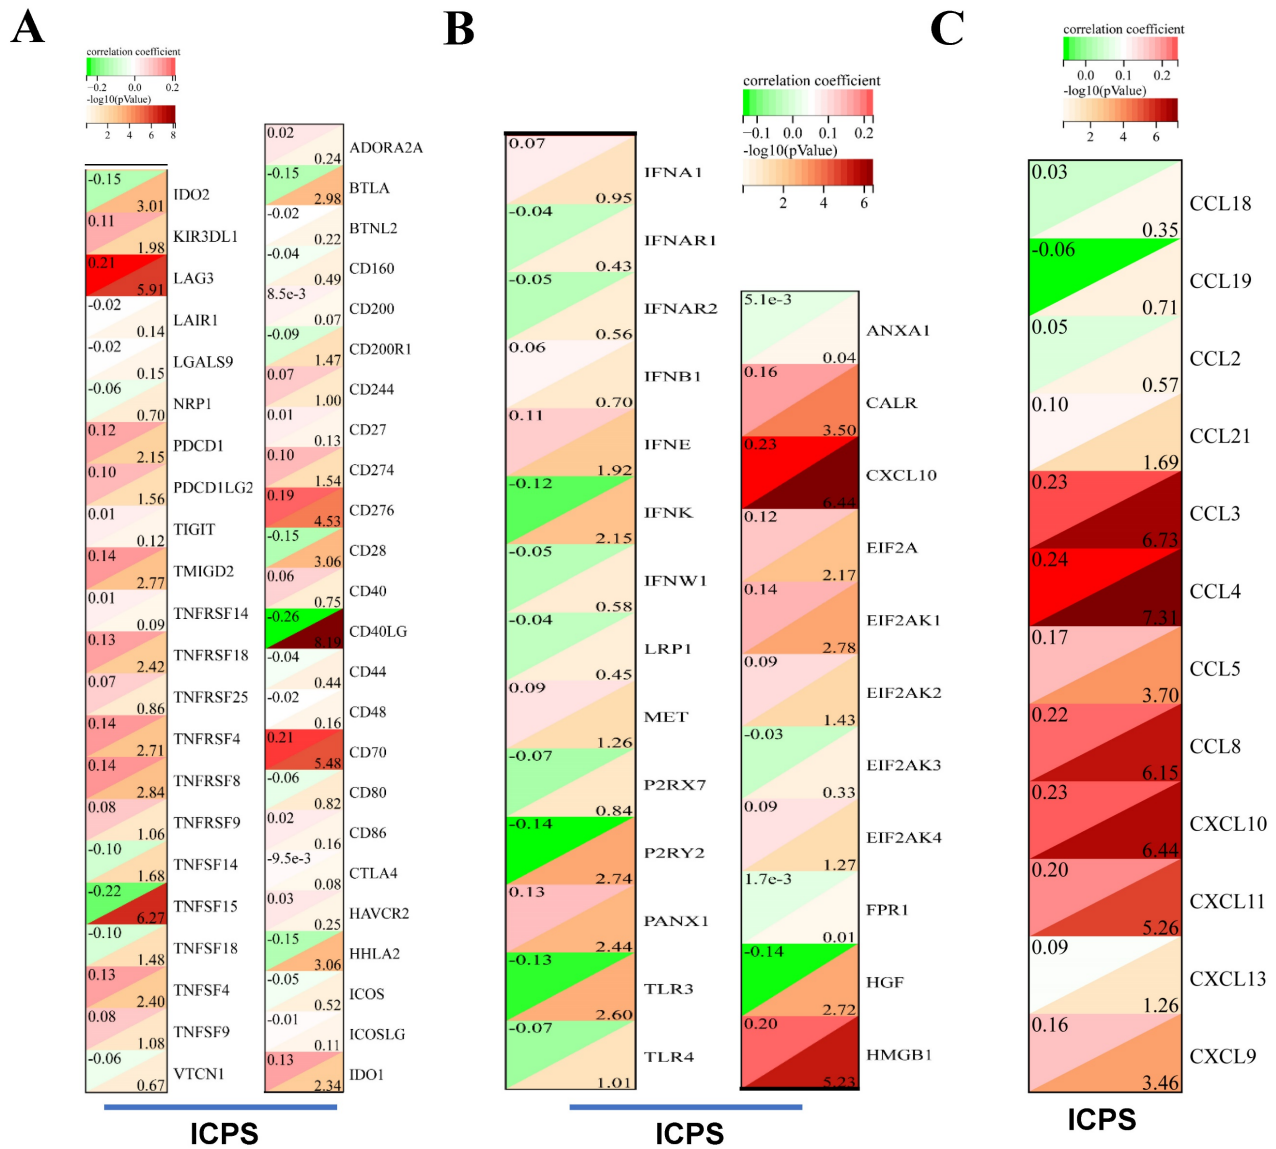 A
correlation coefficient
−0.2 0.0 0.2
-log10(pValue)
2 4 6 8
-0.15 3.01 IDO2
0.11 1.98 KIR3DL1
0.21 5.91 LAG3
-0.02 0.14 LAIR1
-0.02 0.15 LGALS9
-0.06 0.70 NRP1
0.12 2.15 PDCD1
0.10 1.56 PDCD1LG2
0.01 0.12 TIGIT
0.14 2.77 TMIGD2
0.01 0.09 TNFRSF14
0.13 2.42 TNFRSF18
0.07 0.86 TNFRSF25
0.14 2.71 TNFRSF4
0.14 2.84 TNFRSF8
0.08 1.06 TNFRSF9
-0.10 1.68 TNFSF14
-0.22 6.27 TNFSF15
-0.10 1.48 TNFSF18
0.13 2.40 TNFSF4
0.08 1.08 TNFSF9
-0.06 0.67 VTCN1
0.02 0.24 ADORA2A
-0.15 2.98 BTLA
-0.02 0.22 BTNL2
-0.04 0.49 CD160
8.5e-3 0.07 CD200
-0.09 1.47 CD200R1
0.07 1.00 CD244
0.01 0.13 CD27
0.10 1.54 CD274
0.19 4.53 CD276
-0.15 3.06 CD28
0.06 0.75 CD40
-0.26 8.19 CD40LG
-0.04 0.44 CD44
-0.02 0.16 CD48
0.21 5.48 CD70
-0.06 0.82 CD80
0.02 0.16 CD86
-9.5e-3 0.08 CTLA4
0.03 0.25 HAVCR2
-0.15 3.06 HHLA2
-0.05 0.52 ICOS
-0.01 0.11 ICOSLG
0.13 2.34 IDO1
ICPS
B
correlation coefficient
−0.1 0.0 0.1 0.2
-log10(pValue)
2 4 6
0.07 0.95 IFNA1
-0.04 0.43 IFNAR1
-0.05 0.56 IFNAR2
0.06 0.70 IFNB1
0.11 1.92 IFNE
-0.12 2.15 IFNK
-0.05 0.58 IFNW1
-0.04 0.45 LRP1
0.09 1.26 MET
-0.07 0.84 P2RX7
-0.14 2.74 P2RY2
0.13 2.44 PANX1
-0.13 2.60 TLR3
-0.07 1.01 TLR4
5.1e-3 0.04 ANXA1
0.16 3.50 CALR
0.23 6.44 CXCL10
0.12 2.17 EIF2A
0.14 2.78 EIF2AK1
0.09 1.43 EIF2AK2
-0.03 0.33 EIF2AK3
0.09 1.27 EIF2AK4
1.7e-3 0.01 FPR1
-0.14 2.72 HGF
0.20 5.23 HMGB1
ICPS
C
correlation coefficient
0.0 0.1 0.2
-log10(pValue)
2 4 6
0.03 0.35 CCL18
-0.06 0.71 CCL19
0.05 0.57 CCL2
0.10 1.69 CCL21
0.23 6.73 CCL3
0.24 7.31 CCL4
0.17 3.70 CCL5
0.22 6.15 CCL8
0.23 6.44 CXCL10
0.20 5.26 CXCL11
0.09 1.26 CXCL13
0.16 3.46 CXCL9
ICPS